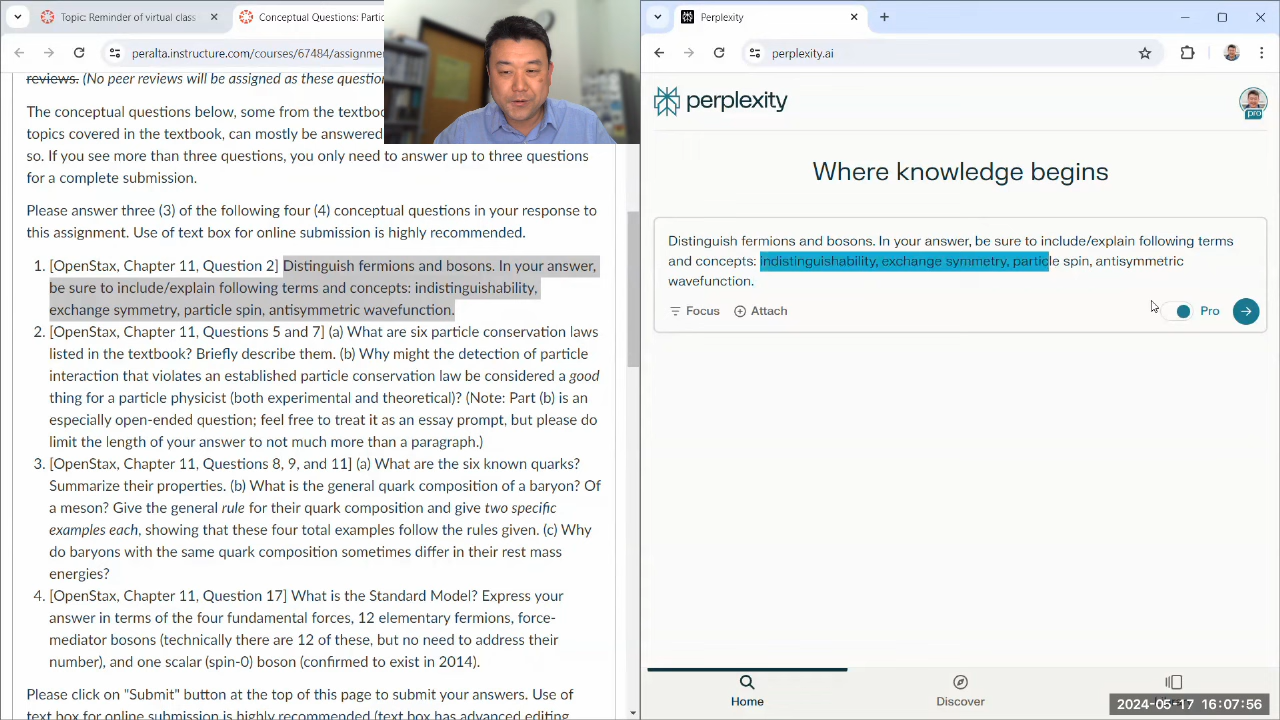 Topic: Reminder of virtual class
Conceptual Questions: Partic
Perplexity
peralta.instructure.com/courses/67484/assignme
perplexity.ai
reviews. (No peer reviews will be assigned as these questio
The conceptual questions below, some from the textboo
topics covered in the textbook, can mostly be answered
so. If you see more than three questions, you only need to answer up to three questions
for a complete submission.
Please answer three (3) of the following four (4) conceptual questions in your response to
this assignment. Use of text box for online submission is highly recommended.
1. [OpenStax, Chapter 11, Question 2] Distinguish fermions and bosons. In your answer,
be sure to include/explain following terms and concepts: indistinguishability,
exchange symmetry, particle spin, antisymmetric wavefunction.
2. [OpenStax, Chapter 11, Questions 5 and 7] (a) What are six particle conservation laws
listed in the textbook? Briefly describe them. (b) Why might the detection of particle
interaction that violates an established particle conservation law be considered a good
thing for a particle physicist (both experimental and theoretical)? (Note: Part (b) is an
especially open-ended question; feel free to treat it as an essay prompt, but please do
limit the length of your answer to not much more than a paragraph.)
3. [OpenStax, Chapter 11, Questions 8, 9, and 11] (a) What are the six known quarks?
Summarize their properties. (b) What is the general quark composition of a baryon? Of
a meson? Give the general rule for their quark composition and give two specific
examples each, showing that these four total examples follow the rules given. (c) Why
do baryons with the same quark composition sometimes differ in their rest mass
energies?
4. [OpenStax, Chapter 11, Question 17] What is the Standard Model? Express your
answer in terms of the four fundamental forces, 12 elementary fermions, force-
mediator bosons (technically there are 12 of these, but no need to address their
number), and one scalar (spin-0) boson (confirmed to exist in 2014).
Please click on "Submit" button at the top of this page to submit your answers. Use of
text box for online submission is highly recommended (text box has advanced editing
perplexity
pro
Where knowledge begins
Distinguish fermions and bosons. In your answer, be sure to include/explain following terms
and concepts: indistinguishability, exchange symmetry, particle spin, antisymmetric
wavefunction.
Focus
Attach
Pro
Home
Discover
2024-05-17 16:07:56